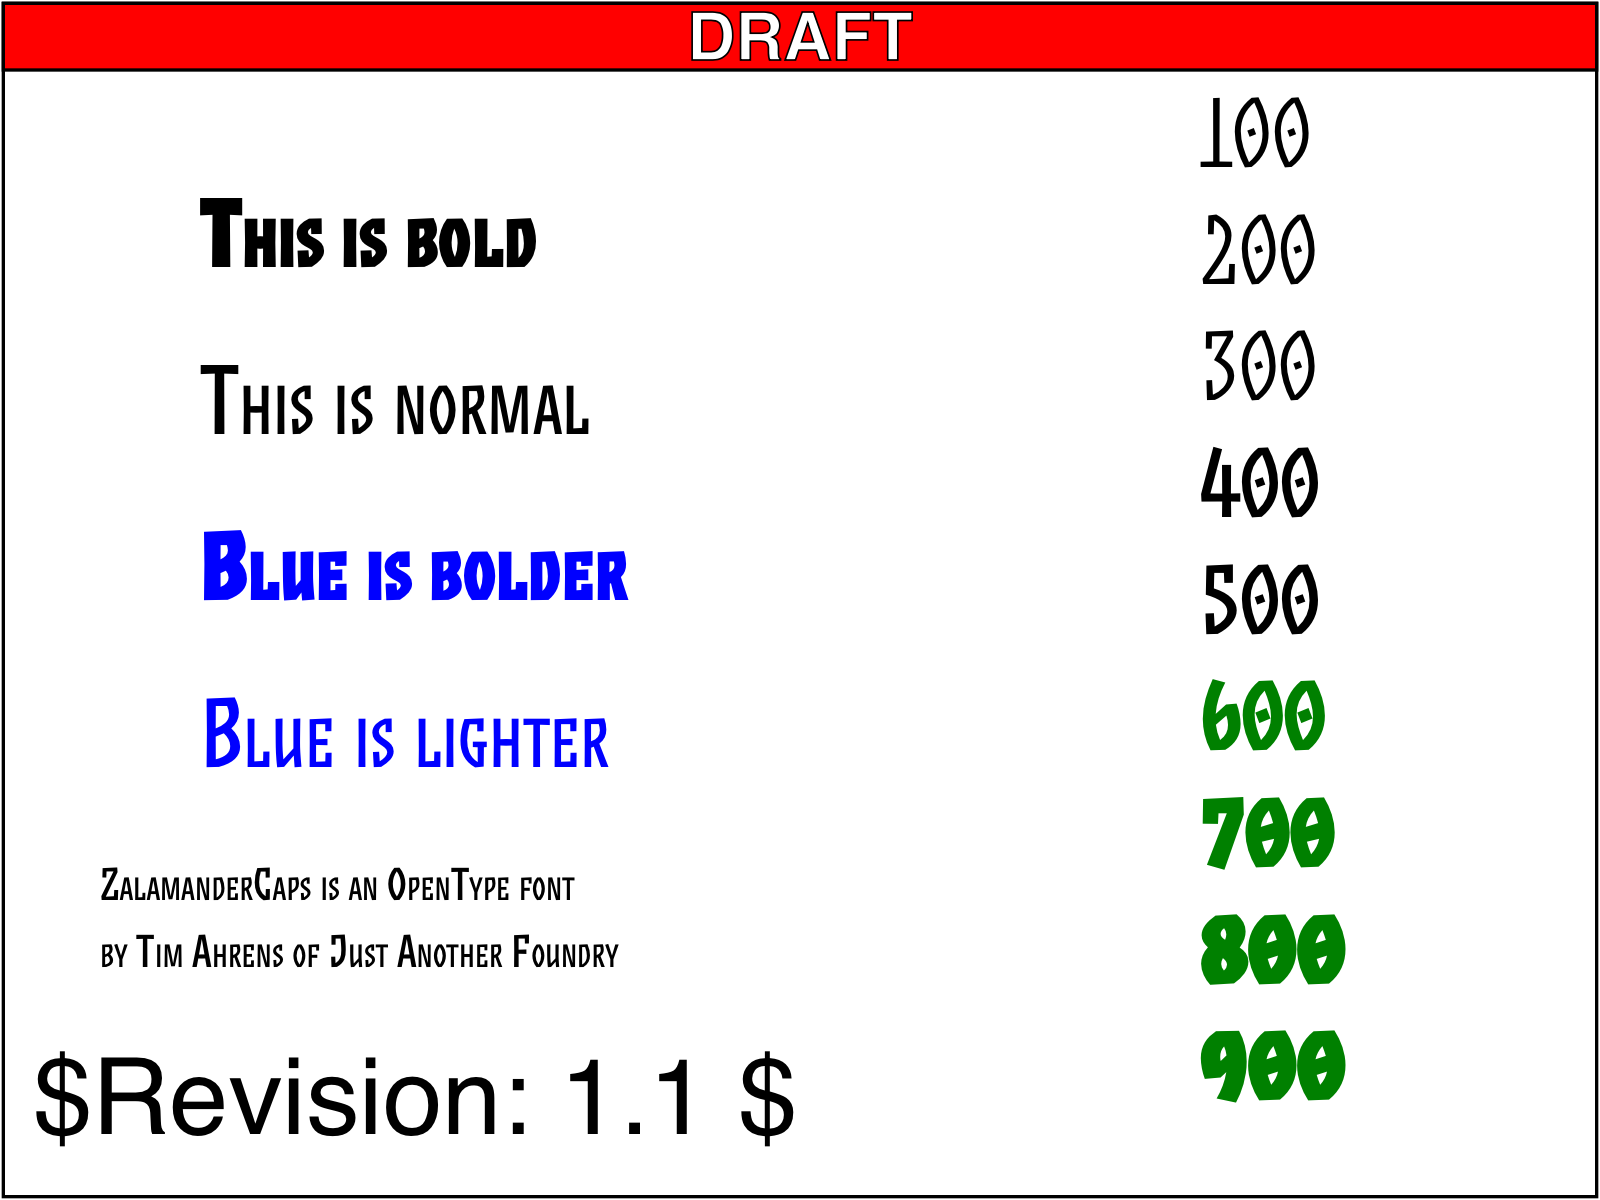 DRAFT
This is bold
This is normal
Blue is bolder
Blue is lighter
ZalamanderCaps is an OpenType font
by Tim Ahrens of Just Another Foundry
$Revision: 1.1 $
100
200
300
400
500
600
700
800
900